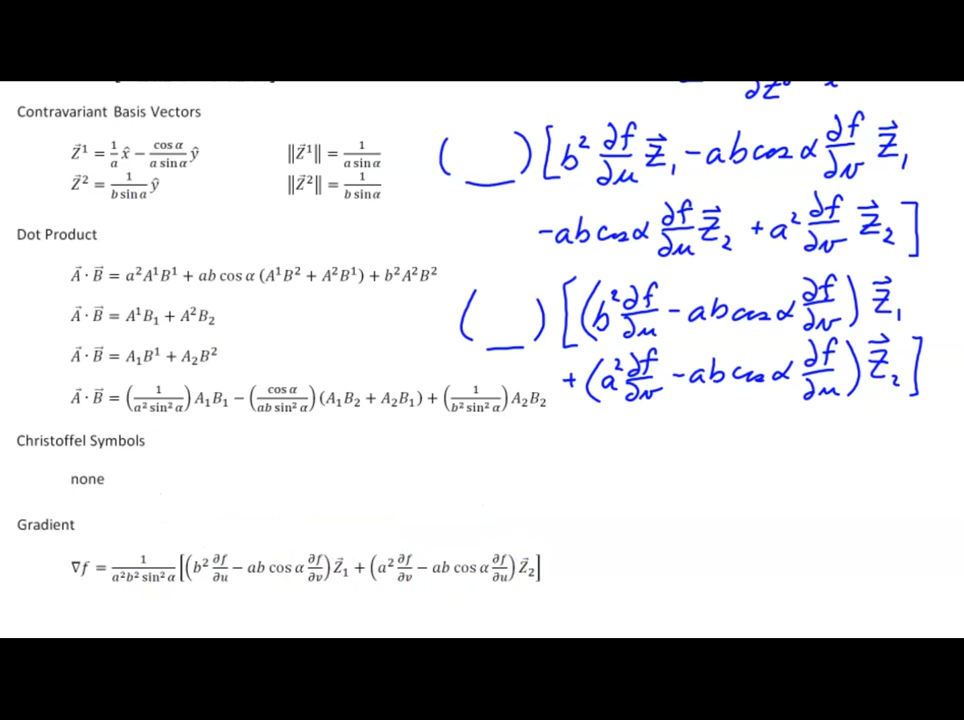 ∂Z
Contravariant Basis Vectors
Z⃗¹ = 1/a x̂ − cos α/(a sin α) ŷ    ‖Z⃗¹‖ = 1/(a sin α)
Z⃗² = 1/(b sin α) ŷ    ‖Z⃗²‖ = 1/(b sin α)
Dot Product
A⃗ · B⃗ = a²A¹B¹ + ab cos α (A¹B² + A²B¹) + b²A²B²
A⃗ · B⃗ = A¹B₁ + A²B₂
A⃗ · B⃗ = A₁B¹ + A₂B²
A⃗ · B⃗ = (1/(a² sin² α)) A₁B₁ − (cos α/(ab sin² α)) (A₁B₂ + A₂B₁) + (1/(b² sin² α)) A₂B₂
Christoffel Symbols
none
Gradient
∇f = 1/(a²b² sin² α) [(b² ∂f/∂u − ab cos α ∂f/∂v) Z⃗₁ + (a² ∂f/∂v − ab cos α ∂f/∂u) Z⃗₂]
( __ ) [b² ∂f/∂u Z⃗₁ − ab cos α ∂f/∂v Z⃗₁
− ab cos α ∂f/∂u Z⃗₂ + a² ∂f/∂v Z⃗₂]
( __ ) [(b² ∂f/∂u − ab cos α ∂f/∂v) Z⃗₁
+ (a² ∂f/∂v − ab cos α ∂f/∂u) Z⃗₂]